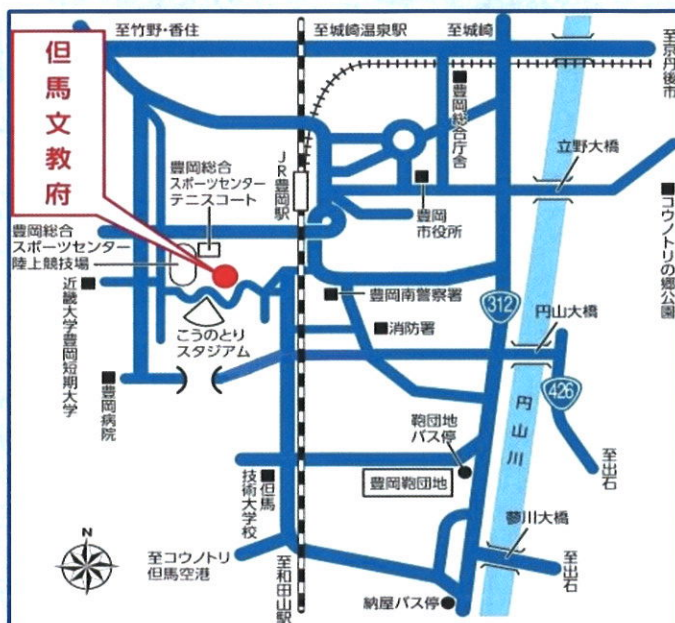 至竹野・香住
至城崎温泉駅
至城崎
至京丹後市
但馬文教府
豊岡総合庁舎
立野大橋
JR豊岡駅
豊岡総合
スポーツセンター
テニスコート
豊岡
市役所
コウノトリの郷公園
豊岡総合
スポーツセンター
陸上競技場
近畿大学豊岡短期大学
こうのとり
スタジアム
豊岡南警察署
312
円山大橋
消防署
豊岡病院
426
円山川
鞄団地
バス停
至出石
豊岡鞄団地
但馬
技術大学校
蓼川大橋
N
至コウノトリ
但馬空港
至和田山駅
至出石
納屋バス停